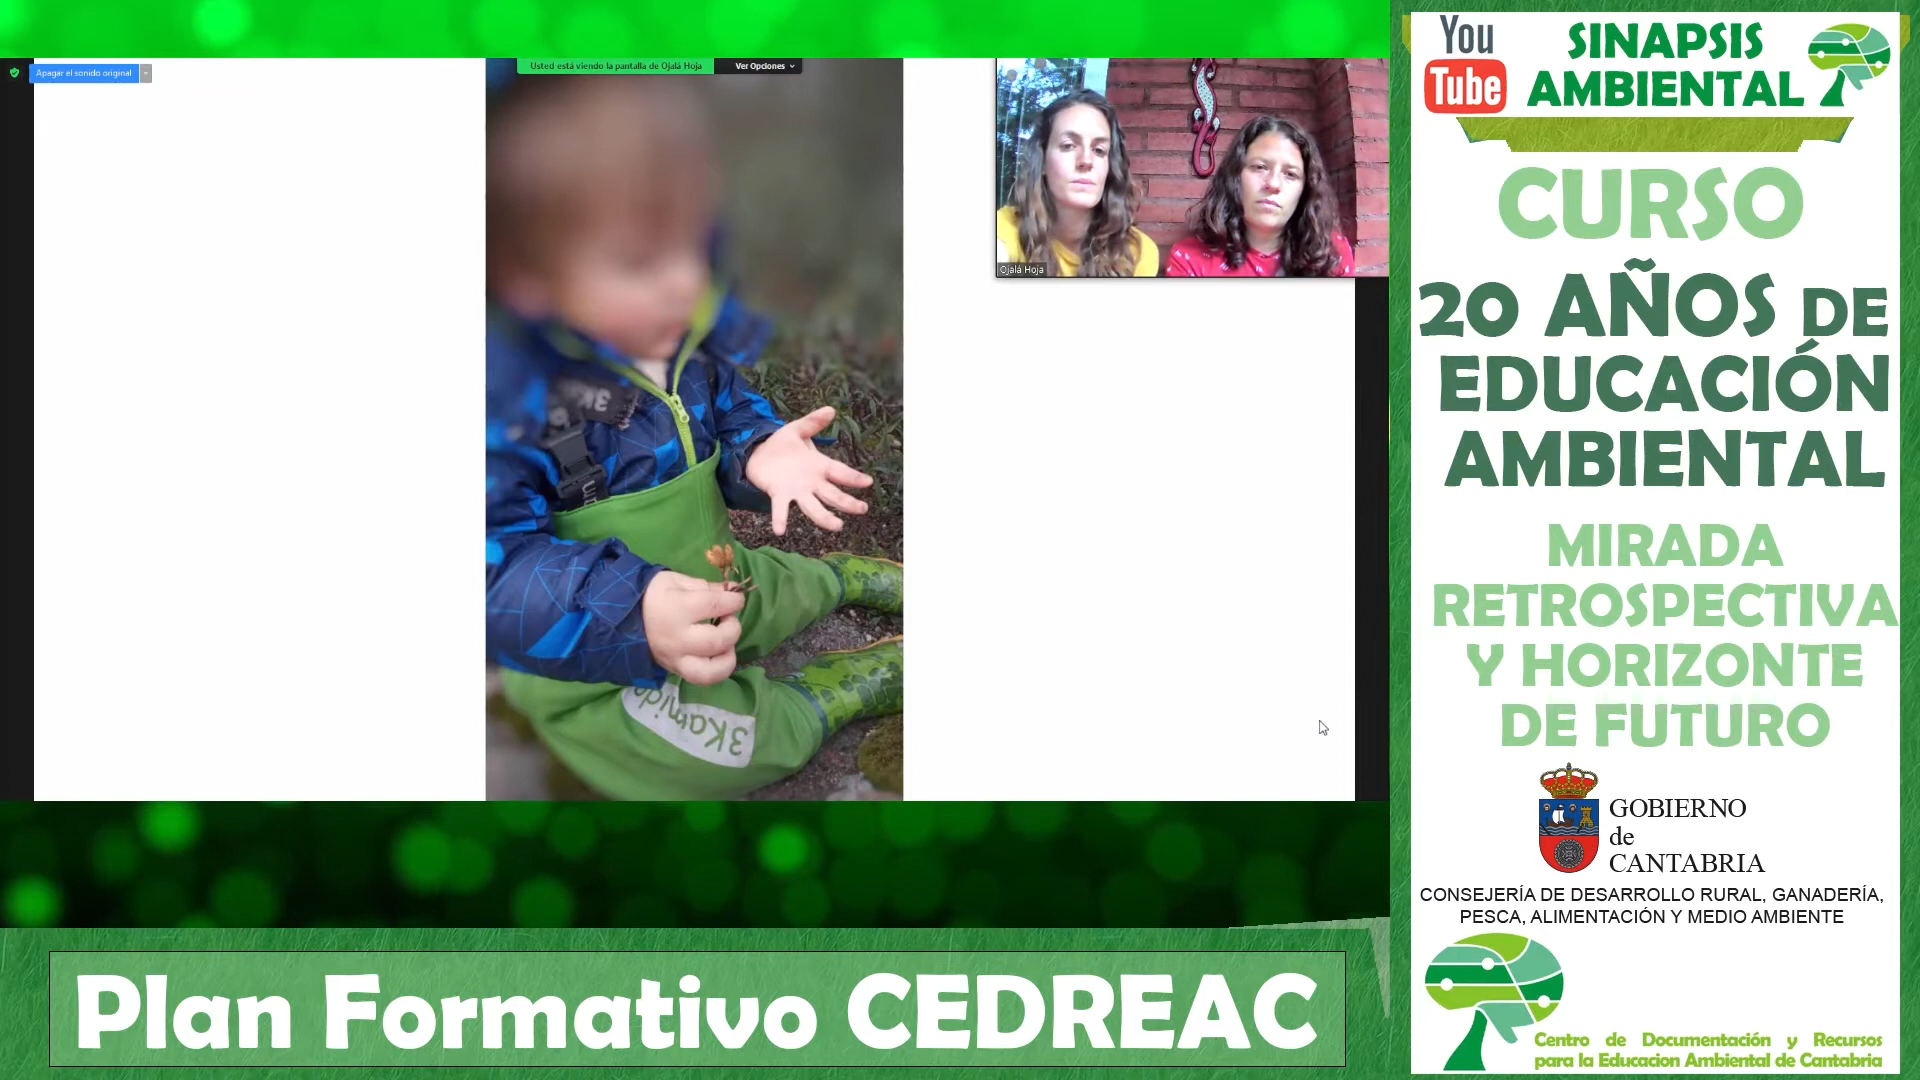 Apagar el sonido original
Usted está viendo la pantalla de Ojalá Hoja
Ver Opciones
Ojalá Hoja
3Kamido
Plan Formativo CEDREAC
You
Tube
SINAPSIS
AMBIENTAL
CURSO
20 AÑOS DE
EDUCACIÓN
AMBIENTAL
MIRADA
RETROSPECTIVA
Y HORIZONTE
DE FUTURO
GOBIERNO
de
CANTABRIA
CONSEJERÍA DE DESARROLLO RURAL, GANADERÍA,
PESCA, ALIMENTACIÓN Y MEDIO AMBIENTE
Centro de Documentación y Recursos
para la Educacion Ambiental de Cantabria